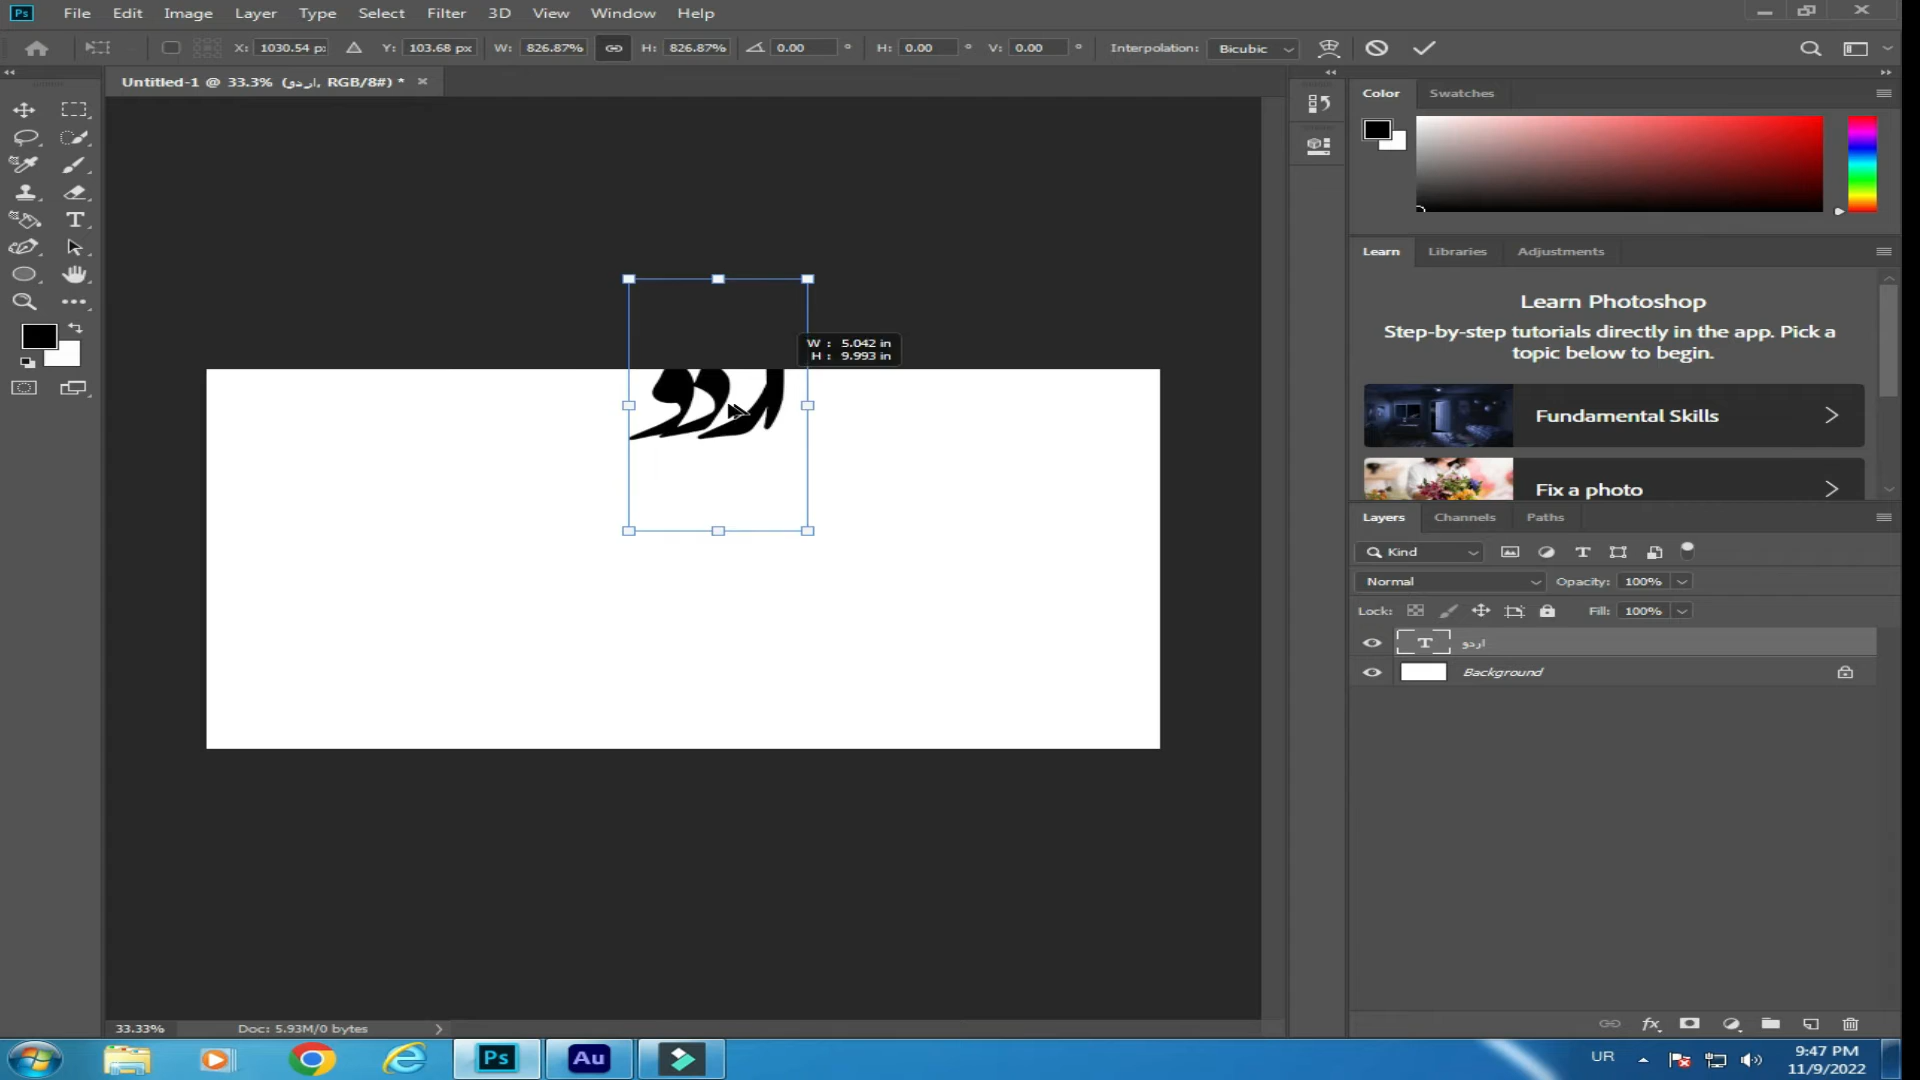 Ps File Edit Image Layer Type Select Filter 3D View Window Help
X: 1030.54 px Y: 103.68 px W: 826.87% H: 826.87% 0.00 ° H: 0.00 ° V: 0.00 ° Interpolation: Bicubic
Untitled-1 @ 33.3% (اردو, RGB/8#) *
Color Swatches
Learn Libraries Adjustments
Learn Photoshop
Step-by-step tutorials directly in the app. Pick a
topic below to begin.
W : 5.042 in
H : 9.993 in
اردو
Fundamental Skills
Fix a photo
Layers Channels Paths
Kind
Normal Opacity: 100%
Lock: Fill: 100%
T اردو
Background
33.33% Doc: 5.93M/0 bytes
Ps Au UR 9:47 PM
11/9/2022